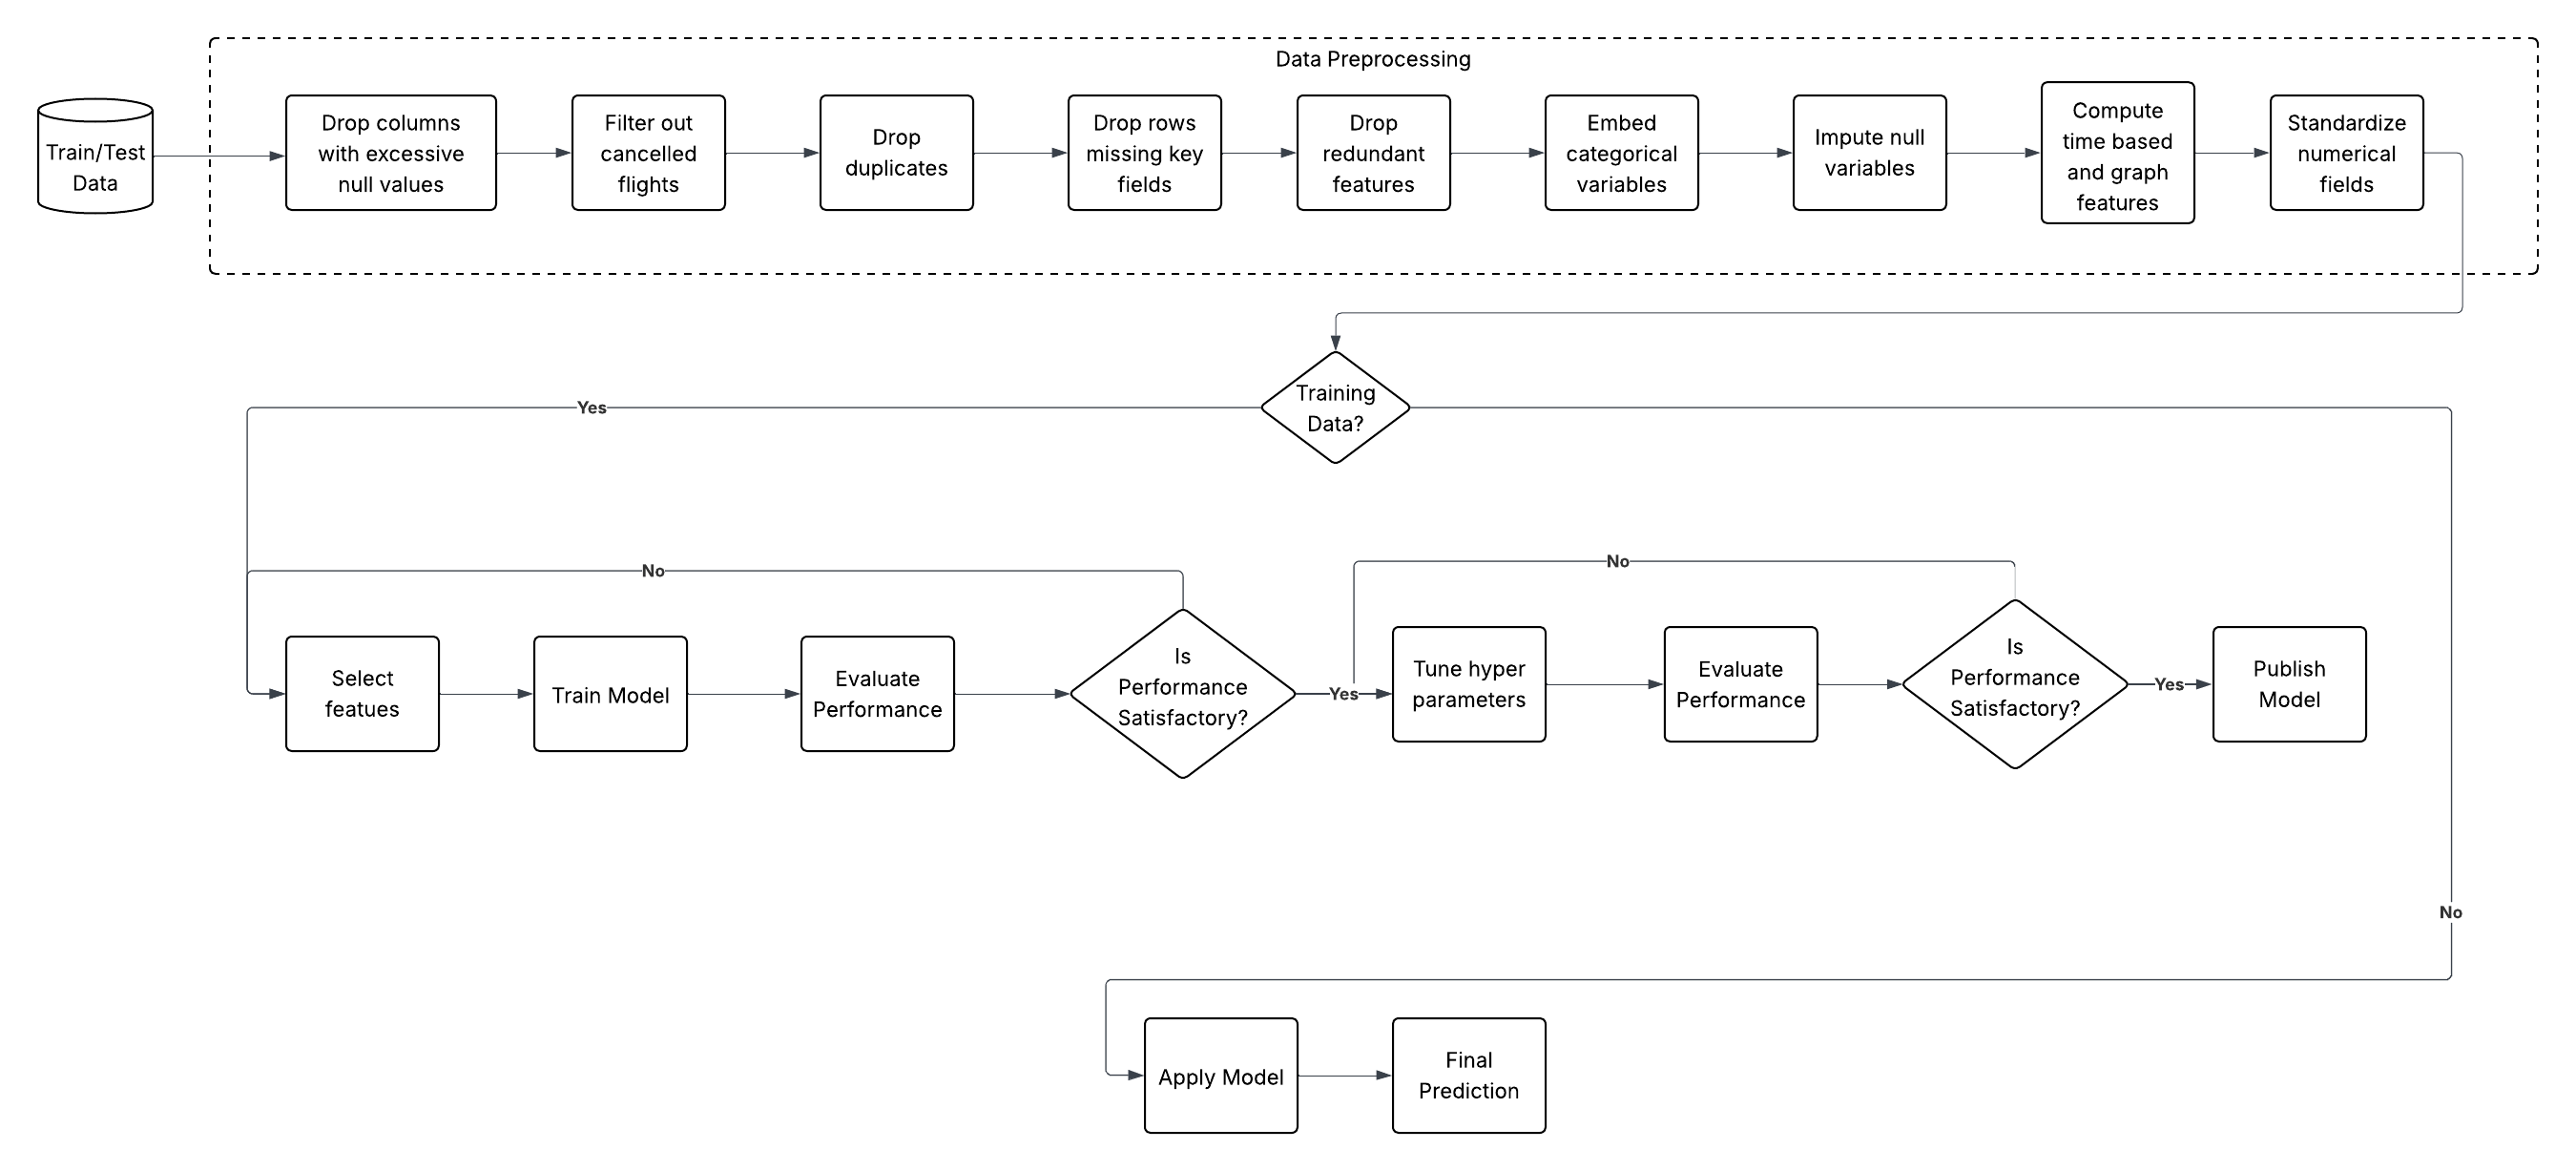 Data Preprocessing
Train/Test
Data
Drop columns
with excessive
null values
Filter out
cancelled
flights
Drop
duplicates
Drop rows
missing key
fields
Drop
redundant
features
Embed
categorical
variables
Impute null
variables
Compute
time based
and graph
features
Standardize
numerical
fields
Training
Data?
Yes
No
No
Select
featues
Train Model
Evaluate
Performance
Is
Performance
Satisfactory?
Yes
Tune hyper
parameters
Evaluate
Performance
Is
Performance
Satisfactory?
Yes
Publish
Model
No
Apply Model
Final
Prediction